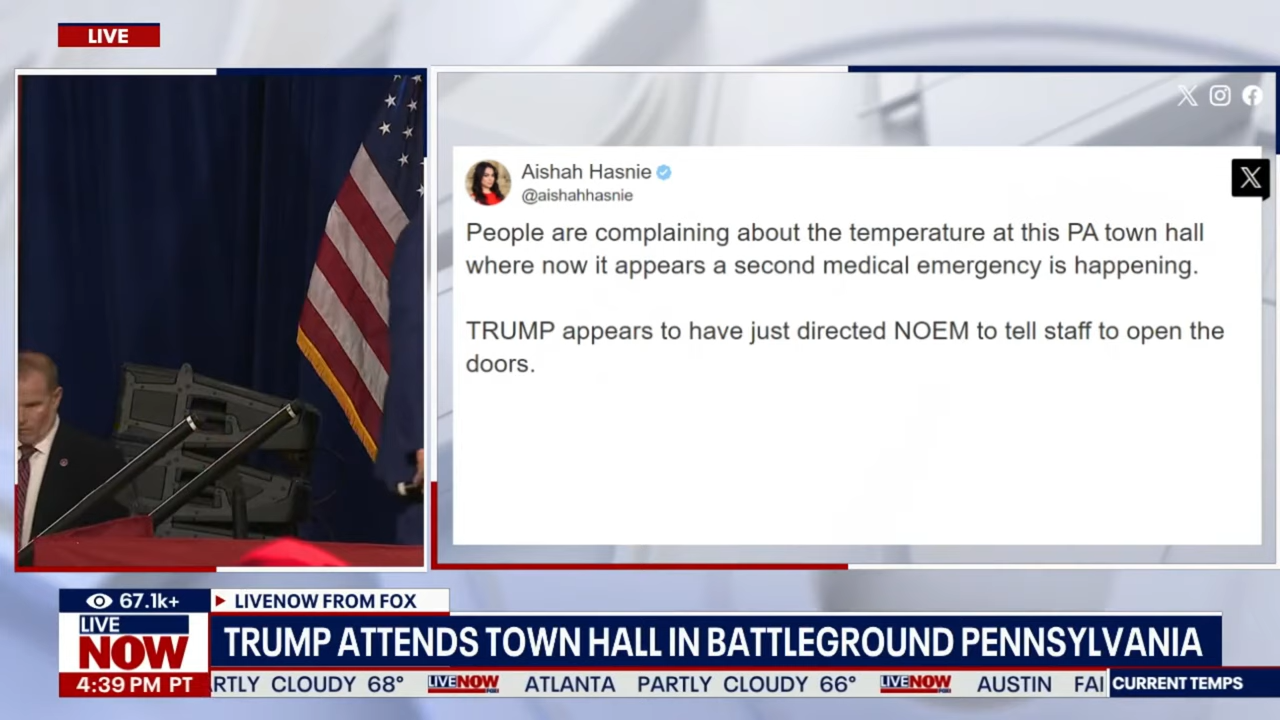 LIVE
Aishah Hasnie
@aishahhasnie
People are complaining about the temperature at this PA town hall
where now it appears a second medical emergency is happening.
TRUMP appears to have just directed NOEM to tell staff to open the
doors.
67.1k+
LIVENOW FROM FOX
LIVE
NOW
TRUMP ATTENDS TOWN HALL IN BATTLEGROUND PENNSYLVANIA
4:39 PM PT
RTLY CLOUDY 68° LIVENOW FOX ATLANTA PARTLY CLOUDY 66° LIVENOW FOX AUSTIN FAI
CURRENT TEMPS